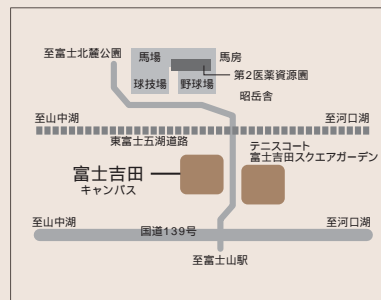 至富士北麓公園
馬場
馬房
第2医薬資源園
球技場
野球場
昭岳舎
至山中湖
至河口湖
東富士五湖道路
テニスコート
富士吉田スクエアガーデン
富士吉田
キャンパス
至山中湖
至河口湖
国道139号
至富士山駅